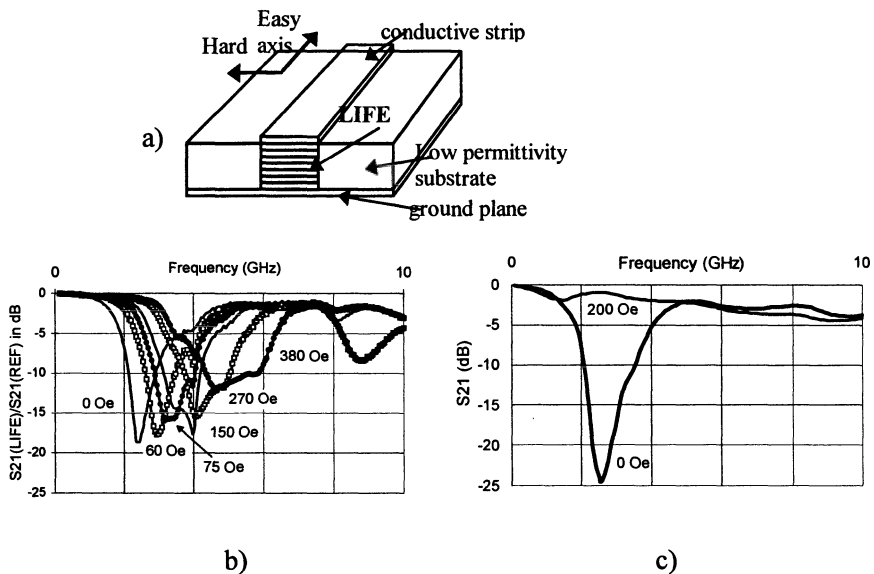 Easy
Hard axis
conductive strip
LIFE
a)
Low permittivity
substrate
ground plane
0 Frequency (GHz) 10
0
-5
-10
-15
-20
-25
S21(LIFE)/S21(REF) in dB
0 Oe
60 Oe
75 Oe
150 Oe
270 Oe
380 Oe
b)
0 Frequency (GHz) 10
0
-5
-10
-15
-20
-25
S21 (dB)
200 Oe
0 Oe
c)